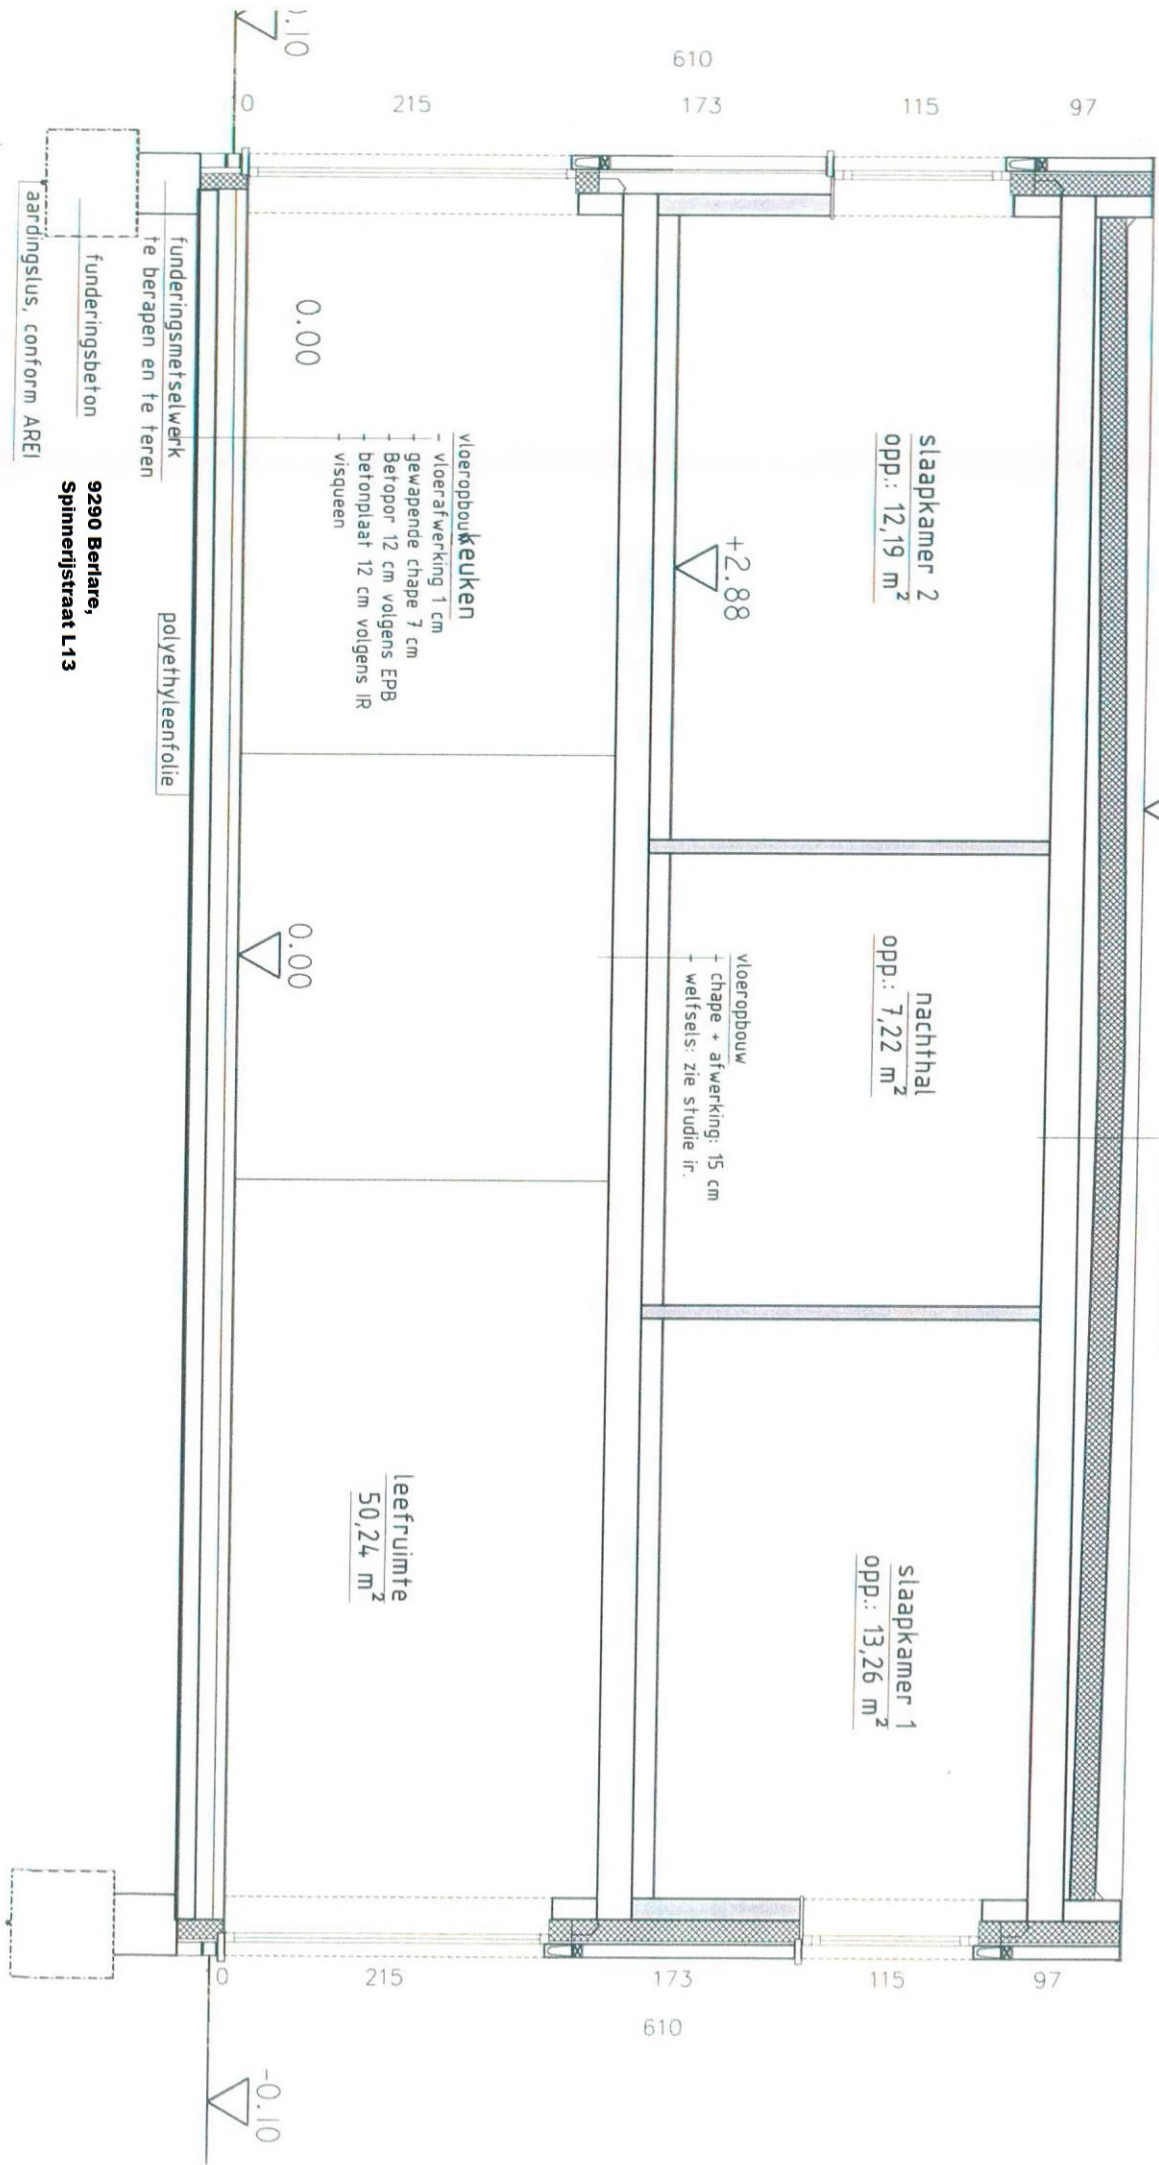 610
0
215
173
115
97
).10
slaapkamer 2
opp.: 12,19 m²
+2.88
nachthal
opp.: 7,22 m²
vloeropbouw
- chape + afwerking: 15 cm
- welfsels: zie studie ir.
slaapkamer 1
opp.: 13,26 m²
keuken
vloeropbouw
- vloerafwerking 1 cm
- gewapende chape 7 cm
- Betopor 12 cm volgens EPB
- betonplaat 12 cm volgens IR
- visqueen
0.00
0.00
leefruimte
50,24 m²
funderingsmetselwerk
te berapen en te teren
funderingsbeton
aardingslus, conform AREI
polyethyleenfolie
9290 Berlare,
Spinnerijstraat L13
0
215
173
115
97
610
-0.10